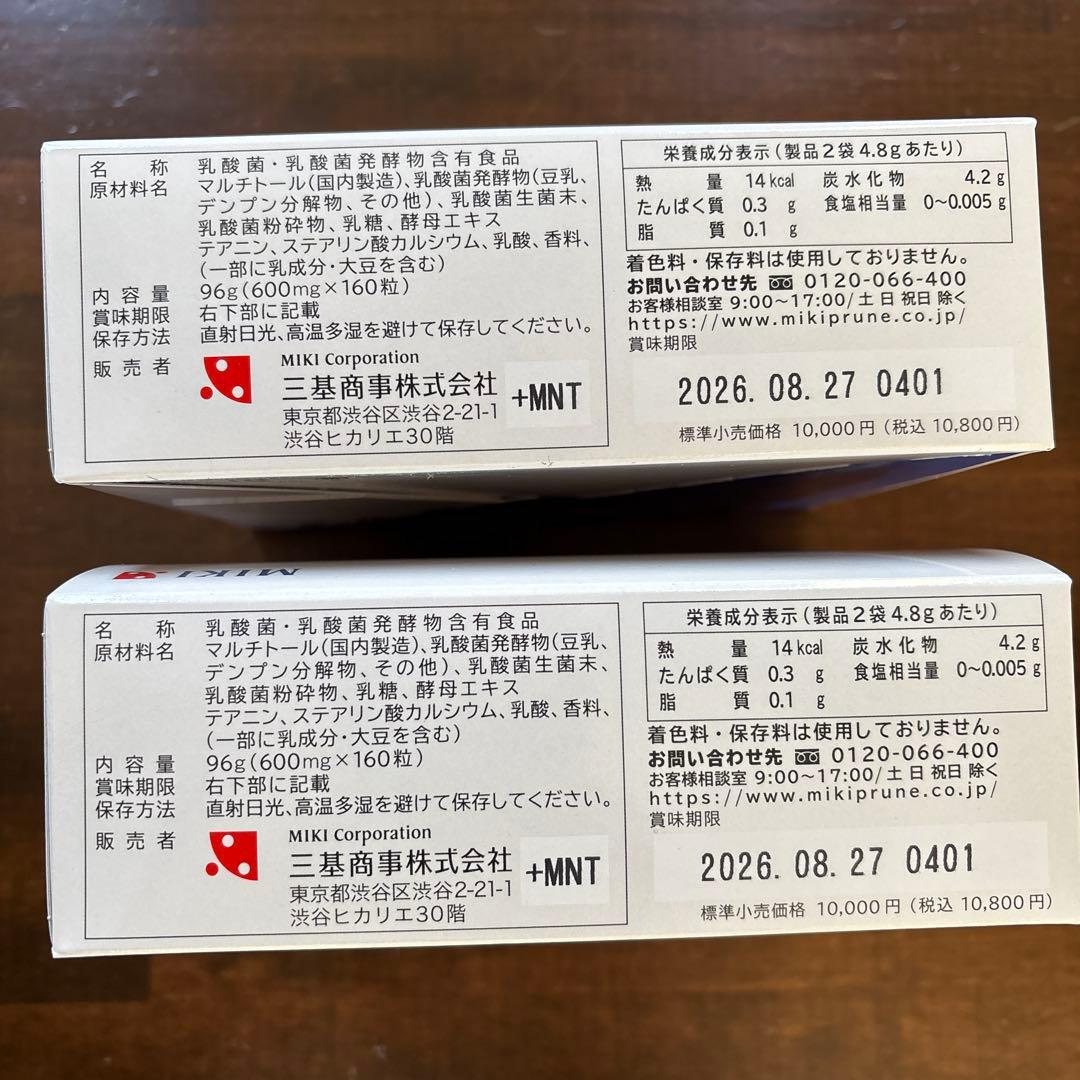 名称 乳酸菌・乳酸菌発酵物含有食品
原材料名 マルチトール(国内製造)、乳酸菌発酵物(豆乳、
デンプン分解物、その他)、乳酸菌生菌末、
乳酸菌粉砕物、乳糖、酵母エキス
テアニン、ステアリン酸カルシウム、乳酸、香料、
(一部に乳成分・大豆を含む)
内容量 96g(600mg×160粒)
賞味期限 右下部に記載
保存方法 直射日光、高温多湿を避けて保存してください。
販売者 MIKI Corporation
三基商事株式会社 +MNT
東京都渋谷区渋谷2-21-1
渋谷ヒカリエ30階
栄養成分表示(製品2袋4.8gあたり)
熱量 14kcal 炭水化物 4.2g
たんぱく質 0.3g 食塩相当量 0~0.005g
脂質 0.1g
着色料・保存料は使用しておりません。
お問い合わせ先 0120-066-400
お客様相談室 9:00~17:00/土 日 祝日 除く
https://www.mikiprune.co.jp/
賞味期限
2026.08.27 0401
標準小売価格 10,000円(税込10,800円)
MIKI
名称 乳酸菌・乳酸菌発酵物含有食品
原材料名 マルチトール(国内製造)、乳酸菌発酵物(豆乳、
デンプン分解物、その他)、乳酸菌生菌末、
乳酸菌粉砕物、乳糖、酵母エキス
テアニン、ステアリン酸カルシウム、乳酸、香料、
(一部に乳成分・大豆を含む)
内容量 96g(600mg×160粒)
賞味期限 右下部に記載
保存方法 直射日光、高温多湿を避けて保存してください。
販売者 MIKI Corporation
三基商事株式会社 +MNT
東京都渋谷区渋谷2-21-1
渋谷ヒカリエ30階
栄養成分表示(製品2袋4.8gあたり)
熱量 14kcal 炭水化物 4.2g
たんぱく質 0.3g 食塩相当量 0~0.005g
脂質 0.1g
着色料・保存料は使用しておりません。
お問い合わせ先 0120-066-400
お客様相談室 9:00~17:00/土 日 祝日 除く
https://www.mikiprune.co.jp/
賞味期限
2026.08.27 0401
標準小売価格 10,000円(税込10,800円)